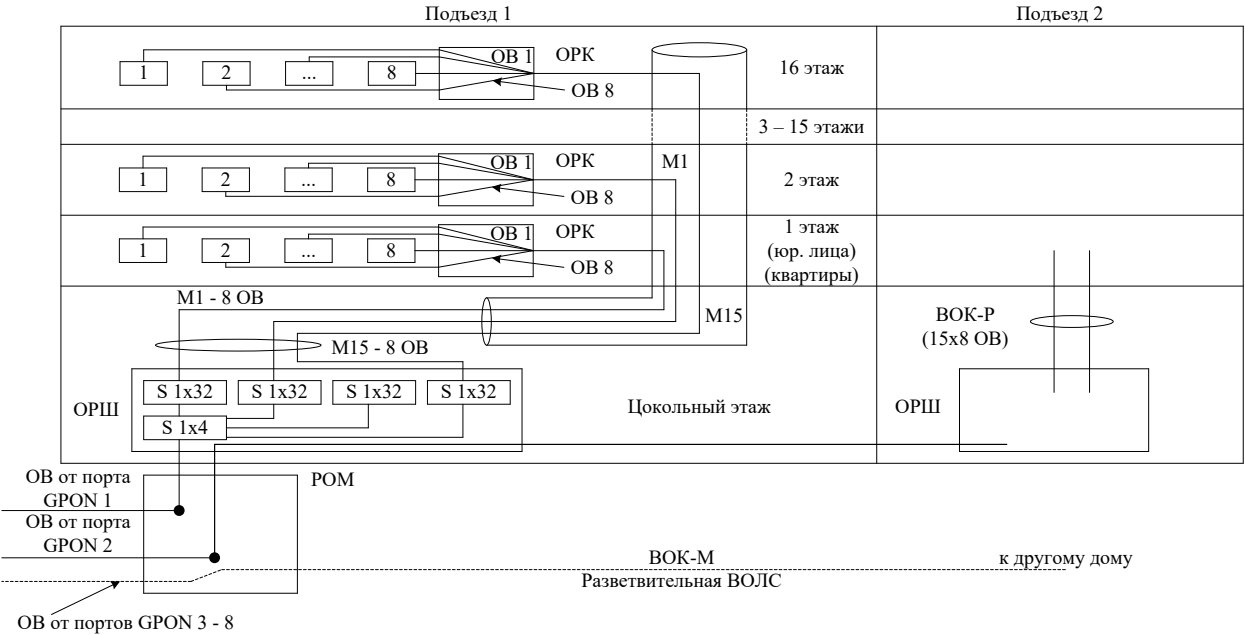 Подъезд 1
Подъезд 2
1
2
...
8
ОВ 1
ОРК
ОВ 8
16 этаж
3 – 15 этажи
1
2
...
8
ОВ 1
ОРК
ОВ 8
М1
2 этаж
1
2
...
8
ОВ 1
ОРК
ОВ 8
1 этаж
(юр. лица)
(квартиры)
М1 - 8 ОВ
М15
М15 - 8 ОВ
ВОК-Р
(15х8 ОВ)
ОРШ
S 1x32
S 1x32
S 1x32
S 1x32
S 1x4
Цокольный этаж
ОРШ
ОВ от порта
GPON 1
РОМ
ОВ от порта
GPON 2
ВОК-М
к другому дому
Разветвительная ВОЛС
ОВ от портов GPON 3 - 8